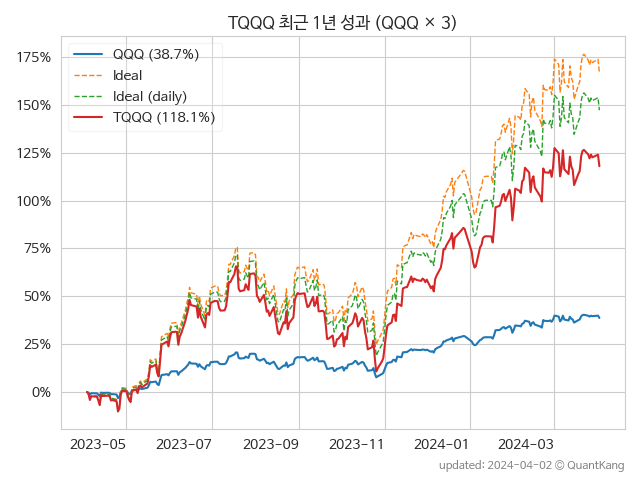 TQQQ 최근 1년 성과 (QQQ × 3)
QQQ (38.7%)
Ideal
Ideal (daily)
TQQQ (118.1%)
175%
150%
125%
100%
75%
50%
25%
0%
2023-05 2023-07 2023-09 2023-11 2024-01 2024-03
updated: 2024-04-02 © QuantKang